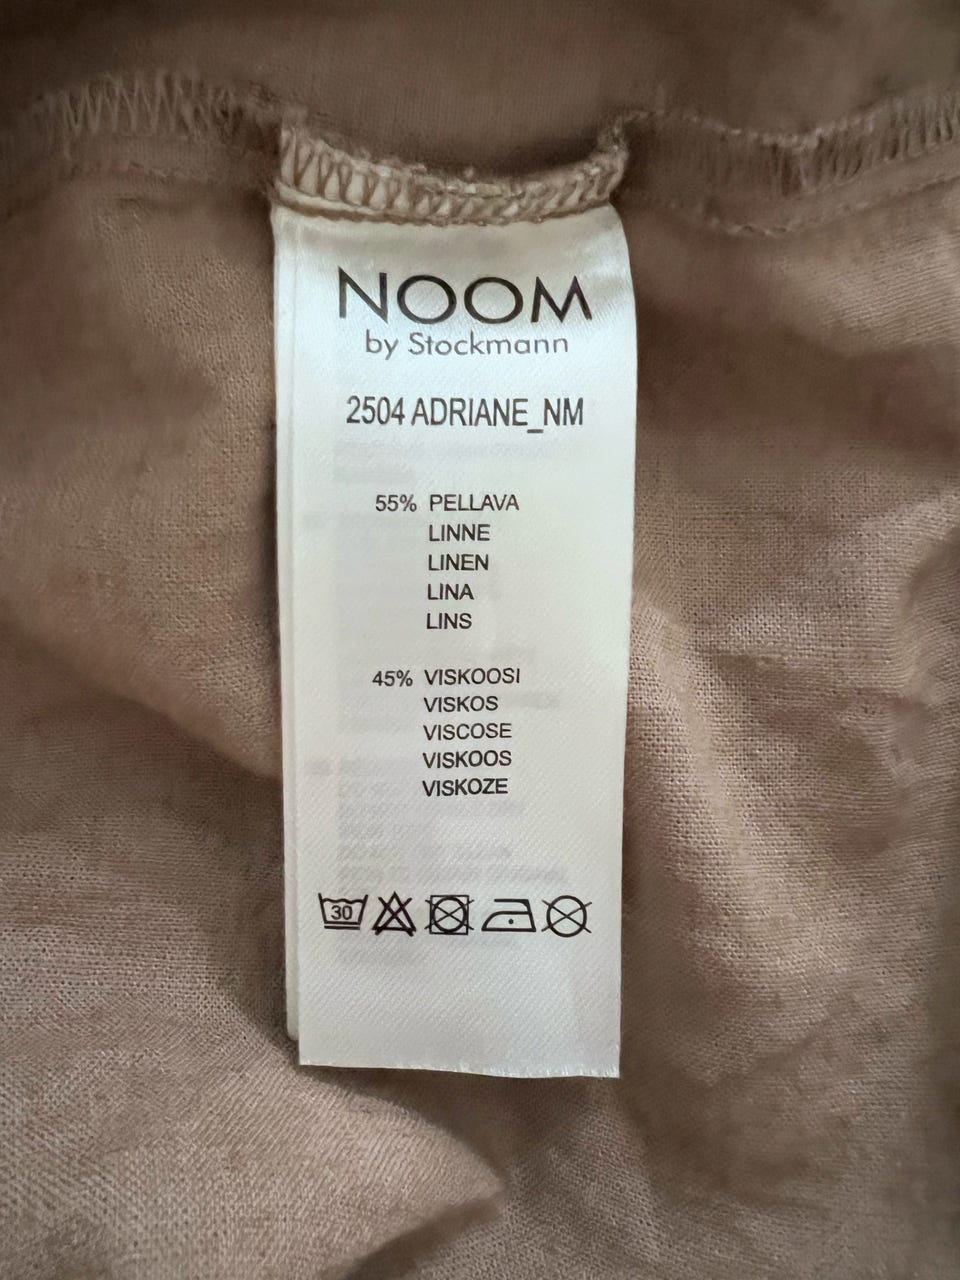 NOOM
by Stockmann
2504 ADRIANE_NM
55% PELLAVA
LINNE
LINEN
LINA
LINS
45% VISKOOSI
VISKOS
VISCOSE
VISKOOS
VISKOZE
30